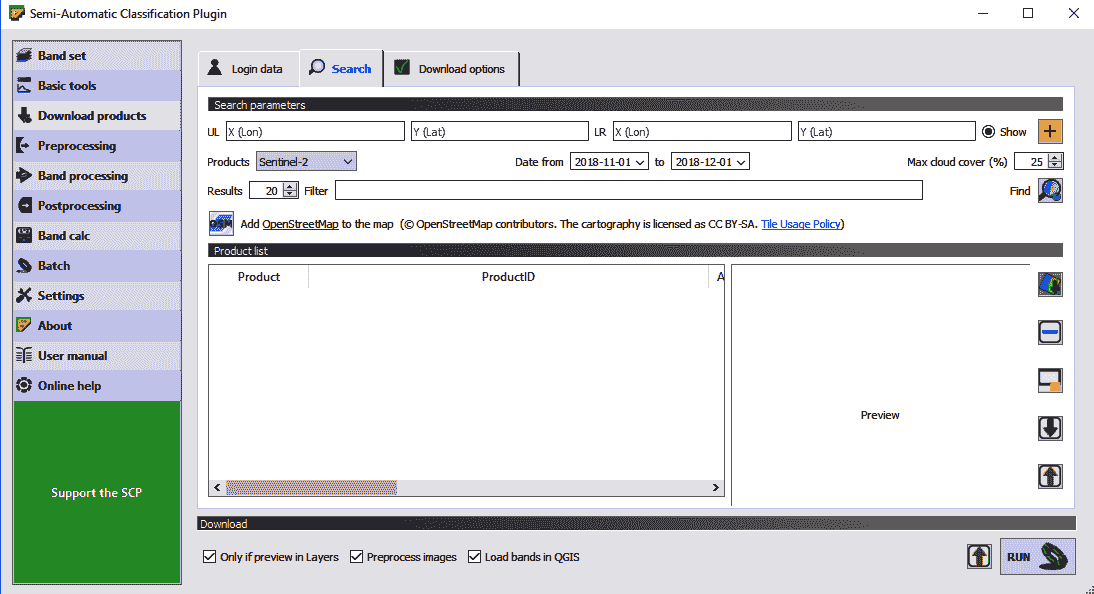 Semi-Automatic Classification Plugin
Band set
Basic tools
Download products
Preprocessing
Band processing
Postprocessing
Band calc
Batch
Settings
About
User manual
Online help
Support the SCP
Login data Search Download options
Search parameters
UL X (Lon) Y (Lat) LR X (Lon) Y (Lat) Show +
Products Sentinel-2 Date from 2018-11-01 to 2018-12-01 Max cloud cover (%) 25
Results 20 Filter Find
OSM Add OpenStreetMap to the map (© OpenStreetMap contributors. The cartography is licensed as CC BY-SA. Tile Usage Policy)
Product list
Product ProductID A
Preview
Download
Only if preview in Layers Preprocess images Load bands in QGIS RUN